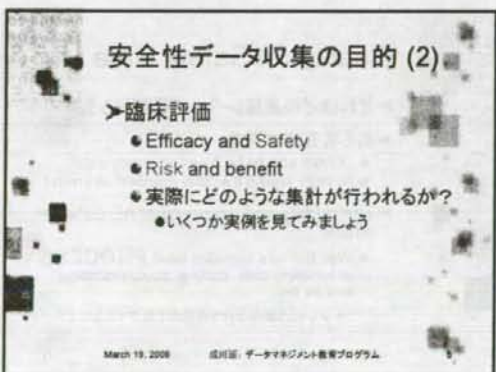 安全性データ収集の目的 (2)
➤臨床評価
●Efficacy and Safety
●Risk and benefit
●実際にどのような集計が行われるか?
●いくつか実例を見てみましょう
March 19, 2008
データマネジメント教育プログラム